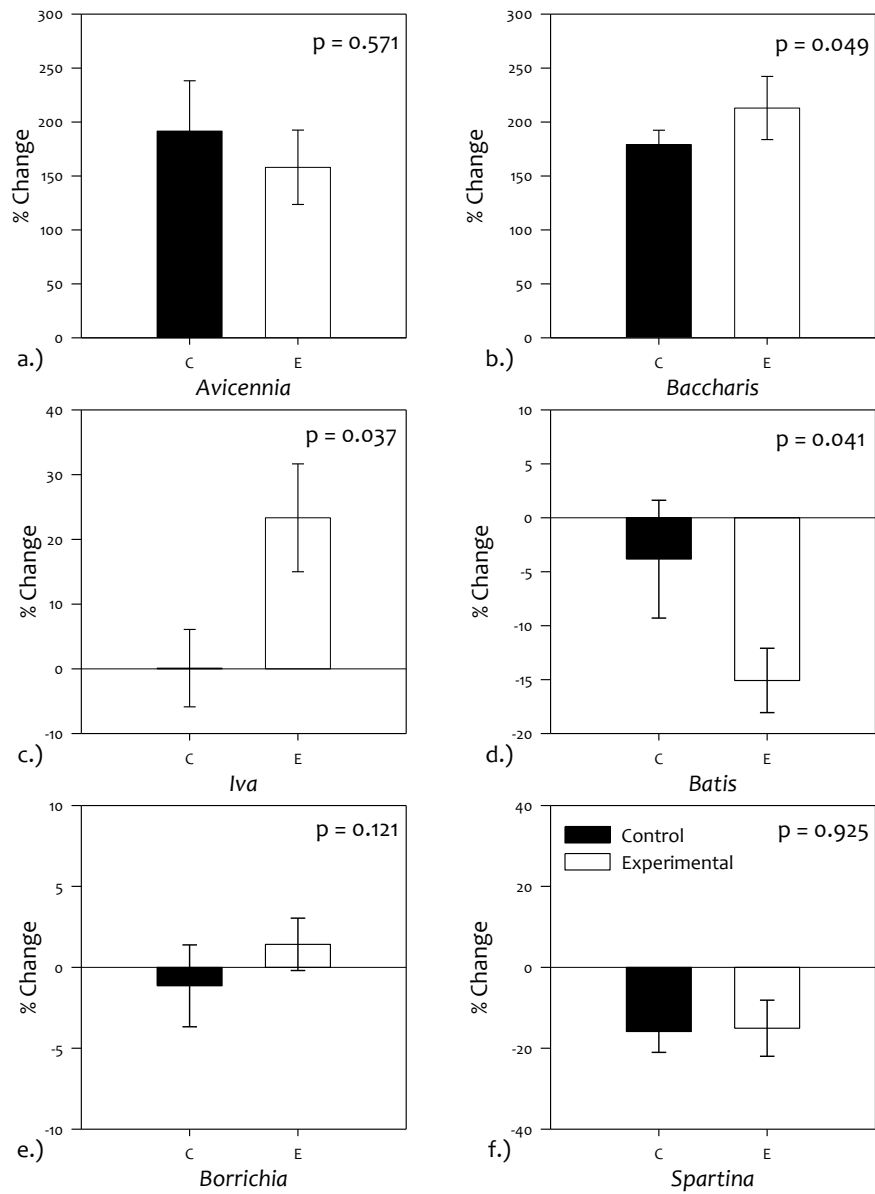 300
250
200
150
100
50
0
% Change
p = 0.571
C E
a.)
Avicennia
300
250
200
150
100
50
0
% Change
p = 0.049
C E
b.)
Baccharis
40
30
20
10
0
-10
% Change
p = 0.037
C E
c.)
Iva
10
5
0
-5
-10
-15
-20
% Change
p = 0.041
C E
d.)
Batis
10
5
0
-5
-10
% Change
p = 0.121
C E
e.)
Borrichia
40
20
0
-20
-40
% Change
Control
Experimental
p = 0.925
C E
f.)
Spartina